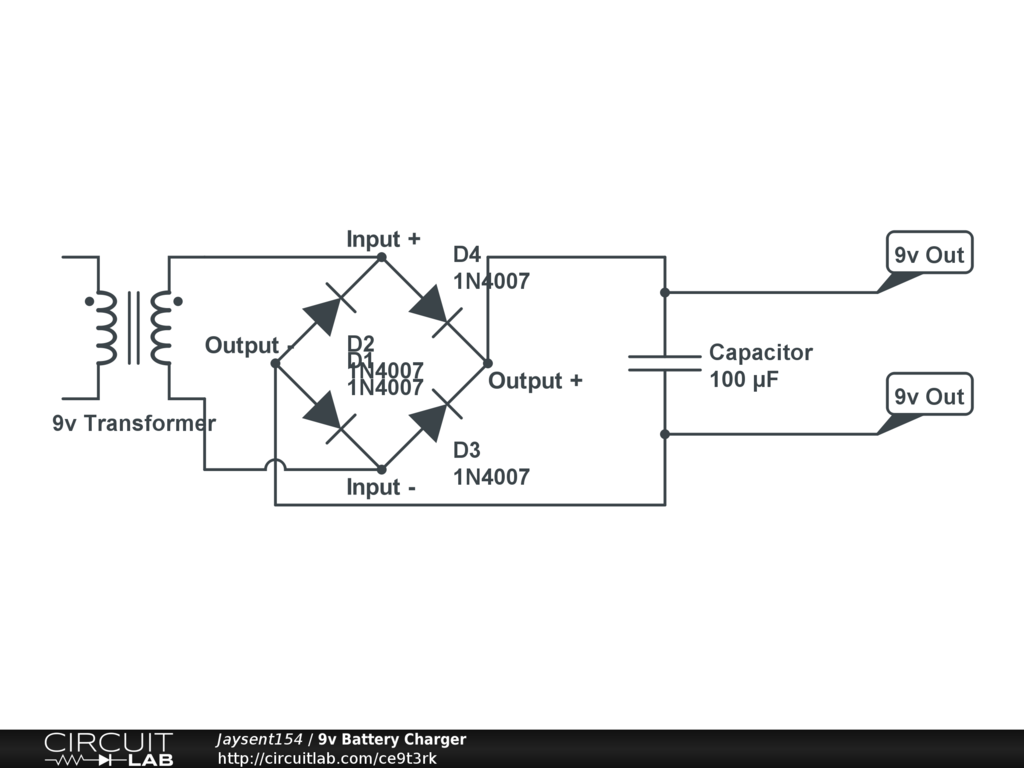 Input +
D4
1N4007
9v Out
Output -
D2
1N4007
D1
1N4007
Capacitor
100 µF
Output +
9v Out
9v Transformer
D3
1N4007
Input -
CIRCUIT LAB
Jaysent154 / 9v Battery Charger
http://circuitlab.com/ce9t3rk